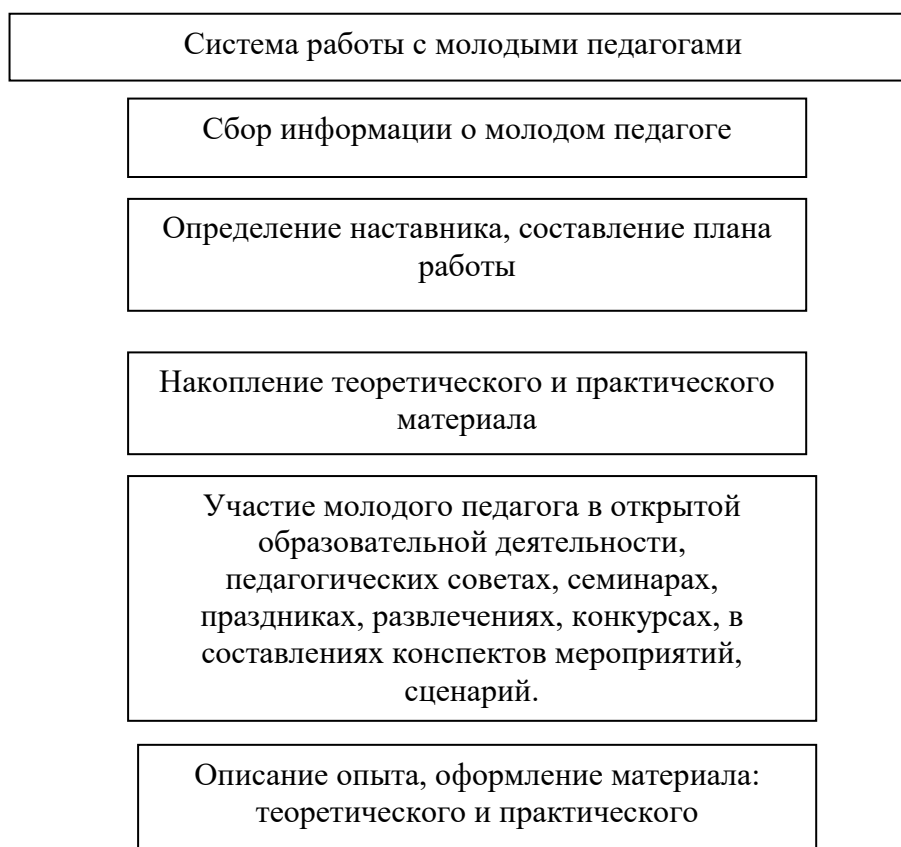 Система работы с молодыми педагогами
Сбор информации о молодом педагоге
Определение наставника, составление плана
работы
Накопление теоретического и практического
материала
Участие молодого педагога в открытой
образовательной деятельности,
педагогических советах, семинарах,
праздниках, развлечениях, конкурсах, в
составлениях конспектов мероприятий,
сценарий.
Описание опыта, оформление материала:
теоретического и практического